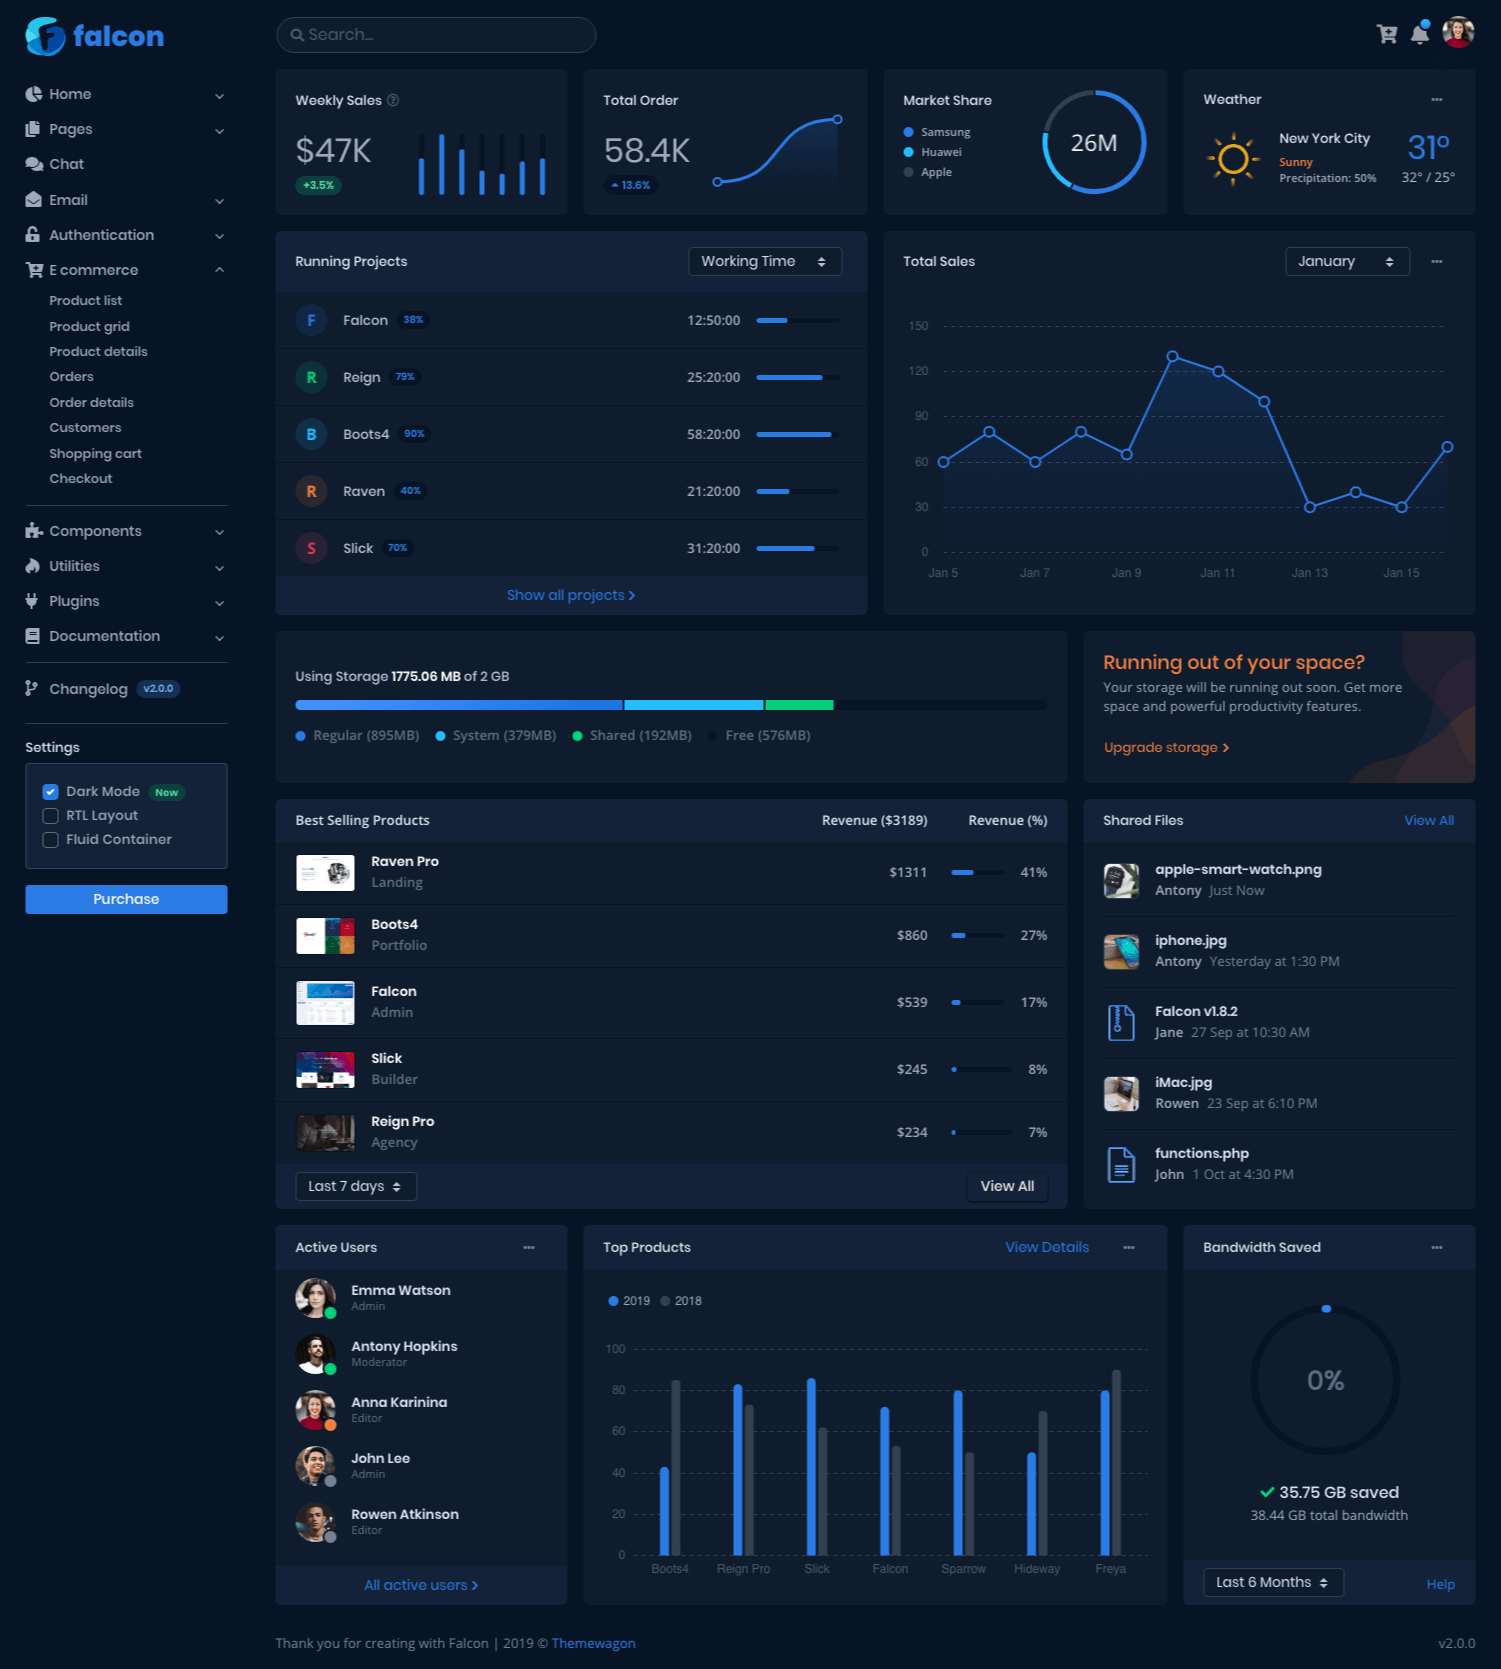 falcon
Search...
Home
Pages
Chat
Email
Authentication
E commerce
Product list
Product grid
Product details
Orders
Order details
Customers
Shopping cart
Checkout
Components
Utilities
Plugins
Documentation
Changelog v2.0.0
Settings
Dark Mode New
RTL Layout
Fluid Container
Purchase
Weekly Sales
$47K
+3.5%
Total Order
58.4K
13.6%
Market Share
Samsung
Huawei
Apple
26M
Weather
New York City
Sunny
Precipitation: 50%
31°
32° / 25°
Running Projects
Working Time
F Falcon 38% 12:50:00
R Reign 79% 25:20:00
B Boots4 90% 58:20:00
R Raven 40% 21:20:00
S Slick 70% 31:20:00
Show all projects
Total Sales
January
150
120
90
60
30
0
Jan 5 Jan 7 Jan 9 Jan 11 Jan 13 Jan 15
Using Storage 1775.06 MB of 2 GB
Regular (895MB) System (379MB) Shared (192MB) Free (576MB)
Running out of your space?
Your storage will be running out soon. Get more
space and powerful productivity features.
Upgrade storage
Best Selling Products Revenue ($3189) Revenue (%)
Raven Pro
Landing
$1311 41%
Boots4
Portfolio
$860 27%
Falcon
Admin
$539 17%
Slick
Builder
$245 8%
Reign Pro
Agency
$234 7%
Last 7 days
View All
Shared Files
View All
apple-smart-watch.png
Antony Just Now
iphone.jpg
Antony Yesterday at 1:30 PM
Falcon v1.8.2
Jane 27 Sep at 10:30 AM
iMac.jpg
Rowen 23 Sep at 6:10 PM
functions.php
John 1 Oct at 4:30 PM
Active Users
Emma Watson
Admin
Antony Hopkins
Moderator
Anna Karinina
Editor
John Lee
Admin
Rowen Atkinson
Editor
All active users
Top Products
View Details
2019 2018
100
80
60
40
20
0
Boots4 Reign Pro Slick Falcon Sparrow Hideway Freya
Bandwidth Saved
0%
35.75 GB saved
38.44 GB total bandwidth
Last 6 Months
Help
Thank you for creating with Falcon | 2019 © Themewagon
v2.0.0